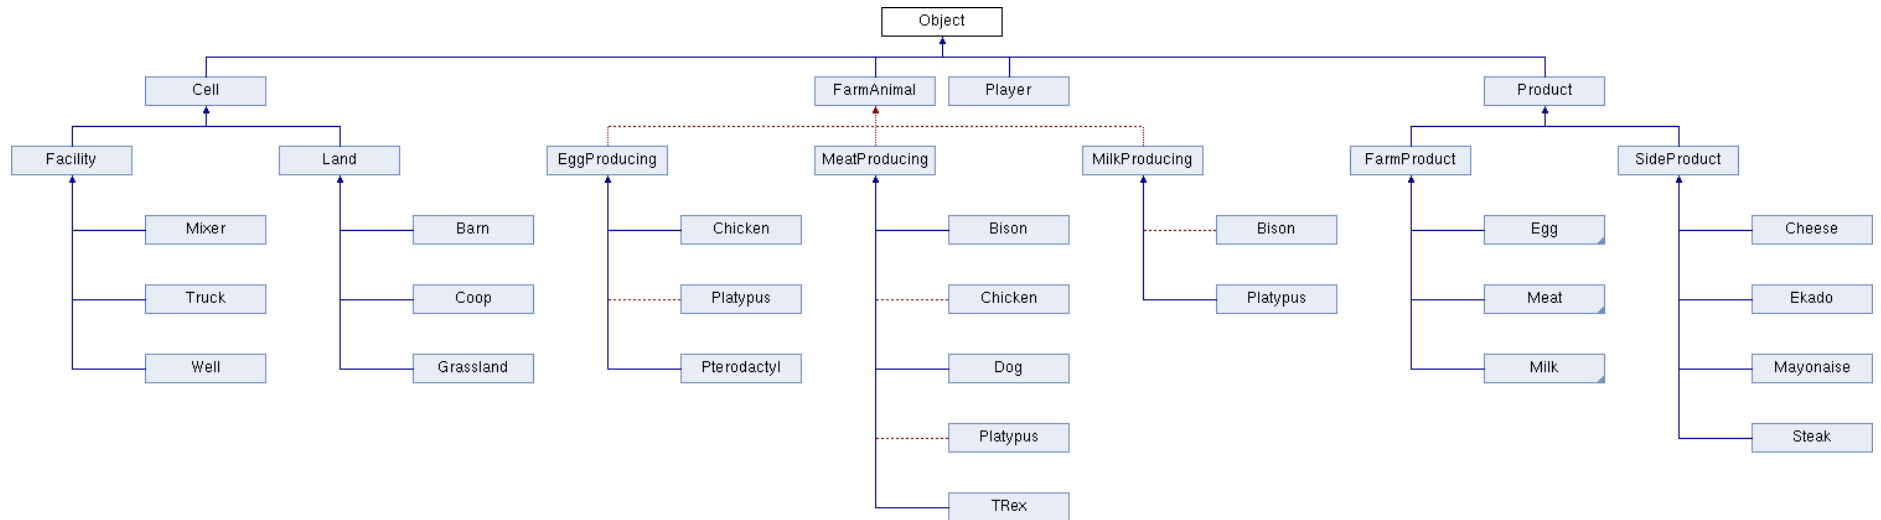 Object
Cell
FarmAnimal
Player
Product
Facility
Land
EggProducing
MeatProducing
MilkProducing
FarmProduct
SideProduct
Mixer
Barn
Chicken
Bison
Bison
Egg
Cheese
Truck
Coop
Platypus
Chicken
Platypus
Meat
Ekado
Well
Grassland
Pterodactyl
Dog
Milk
Mayonaise
Platypus
Steak
TRex